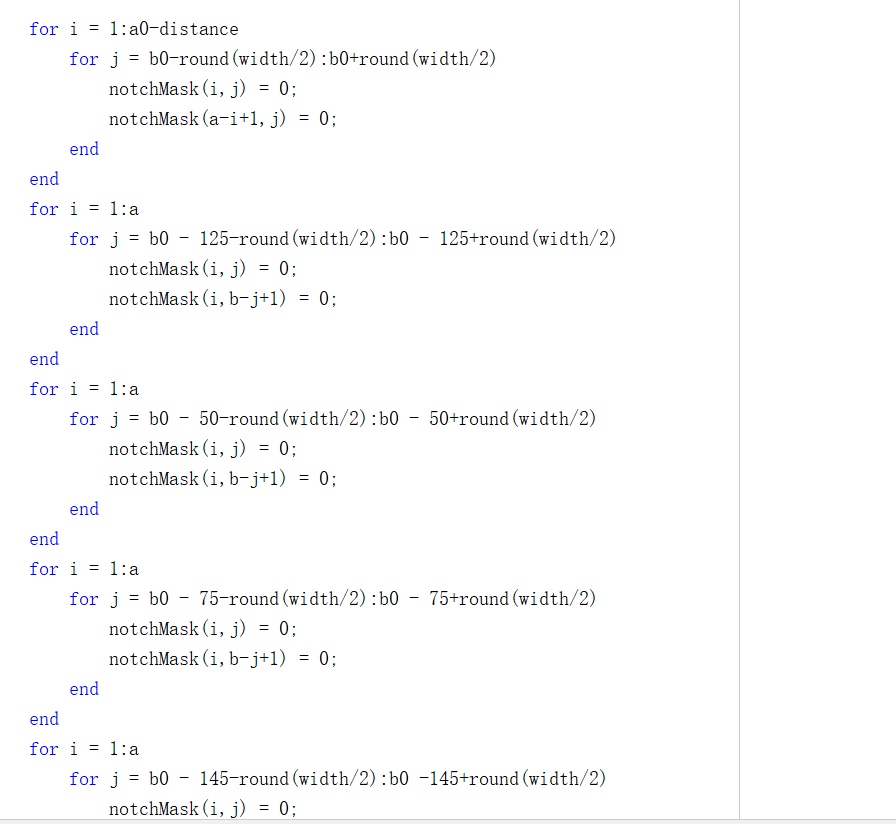 for i = 1:a0-distance
    for j = b0-round(width/2):b0+round(width/2)
        notchMask(i,j) = 0;
        notchMask(a-i+1,j) = 0;
    end
end
for i = 1:a
    for j = b0 - 125-round(width/2):b0 - 125+round(width/2)
        notchMask(i,j) = 0;
        notchMask(i,b-j+1) = 0;
    end
end
for i = 1:a
    for j = b0 - 50-round(width/2):b0 - 50+round(width/2)
        notchMask(i,j) = 0;
        notchMask(i,b-j+1) = 0;
    end
end
for i = 1:a
    for j = b0 - 75-round(width/2):b0 - 75+round(width/2)
        notchMask(i,j) = 0;
        notchMask(i,b-j+1) = 0;
    end
end
for i = 1:a
    for j = b0 - 145-round(width/2):b0 -145+round(width/2)
        notchMask(i,j) = 0;